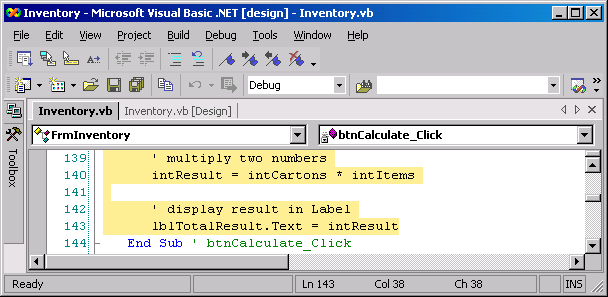 Inventory - Microsoft Visual Basic .NET [design] - Inventory.vb
File Edit View Project Build Debug Tools Window Help
Debug
Inventory.vb Inventory.vb [Design]
Toolbox
FrmInventory btnCalculate_Click
139 ' multiply two numbers
140 intResult = intCartons * intItems
141
142 ' display result in Label
143 lblTotalResult.Text = intResult
144 End Sub ' btnCalculate_Click
Ready Ln 143 Col 38 Ch 38 INS